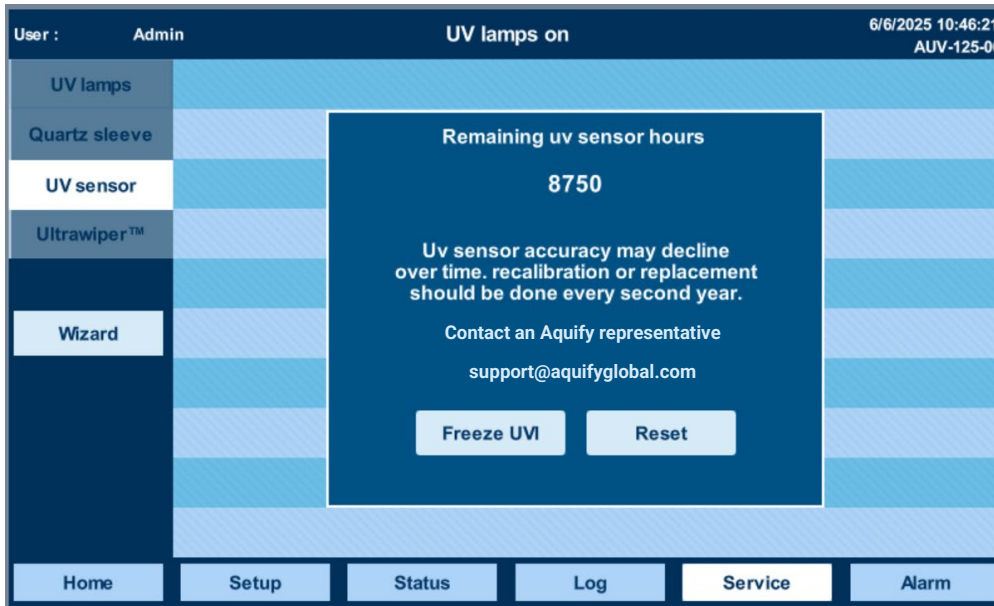 User : Admin UV lamps on 6/6/2025 10:46:21
AUV-125-0
UV lamps
Quartz sleeve
UV sensor
Ultrawiper™
Wizard
Remaining uv sensor hours
8750
Uv sensor accuracy may decline
over time. recalibration or replacement
should be done every second year.
Contact an Aquify representative
support@aquifyglobal.com
Freeze UVI Reset
Home Setup Status Log Service Alarm